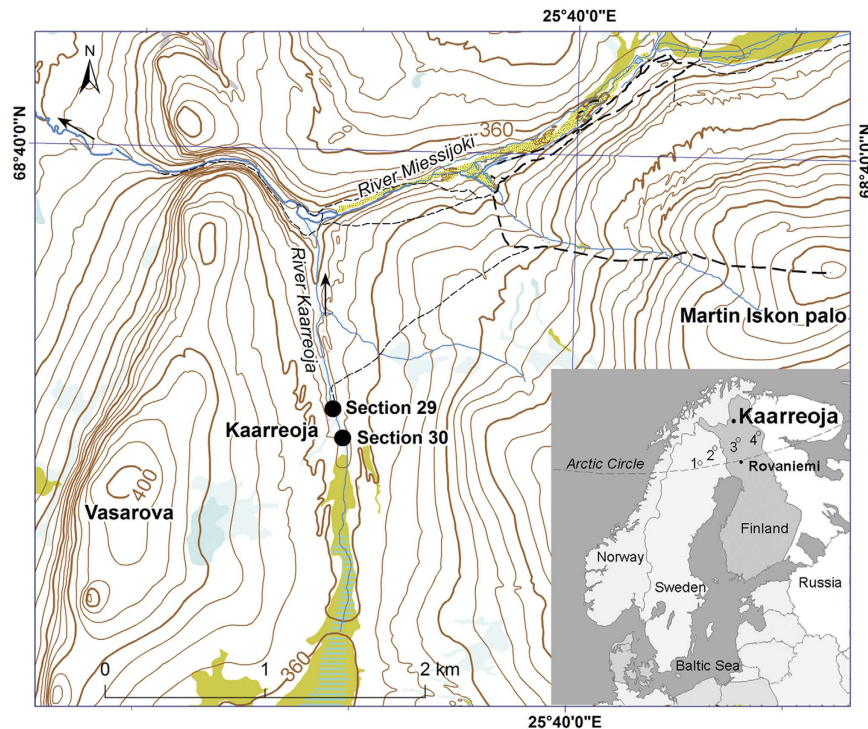 25°40'0"E
N
360
68°40'0"N
River Miessijoki
68°40'0"N
River Kaarreoja
Martin Iskon palo
Section 29
Kaarreoja
Section 30
400
Vasarova
360
0 1 2 km
25°40'0"E
Kaarreoja
1 2 3 4
Arctic Circle
Rovaniemi
Finland
Norway
Sweden
Russia
Baltic Sea